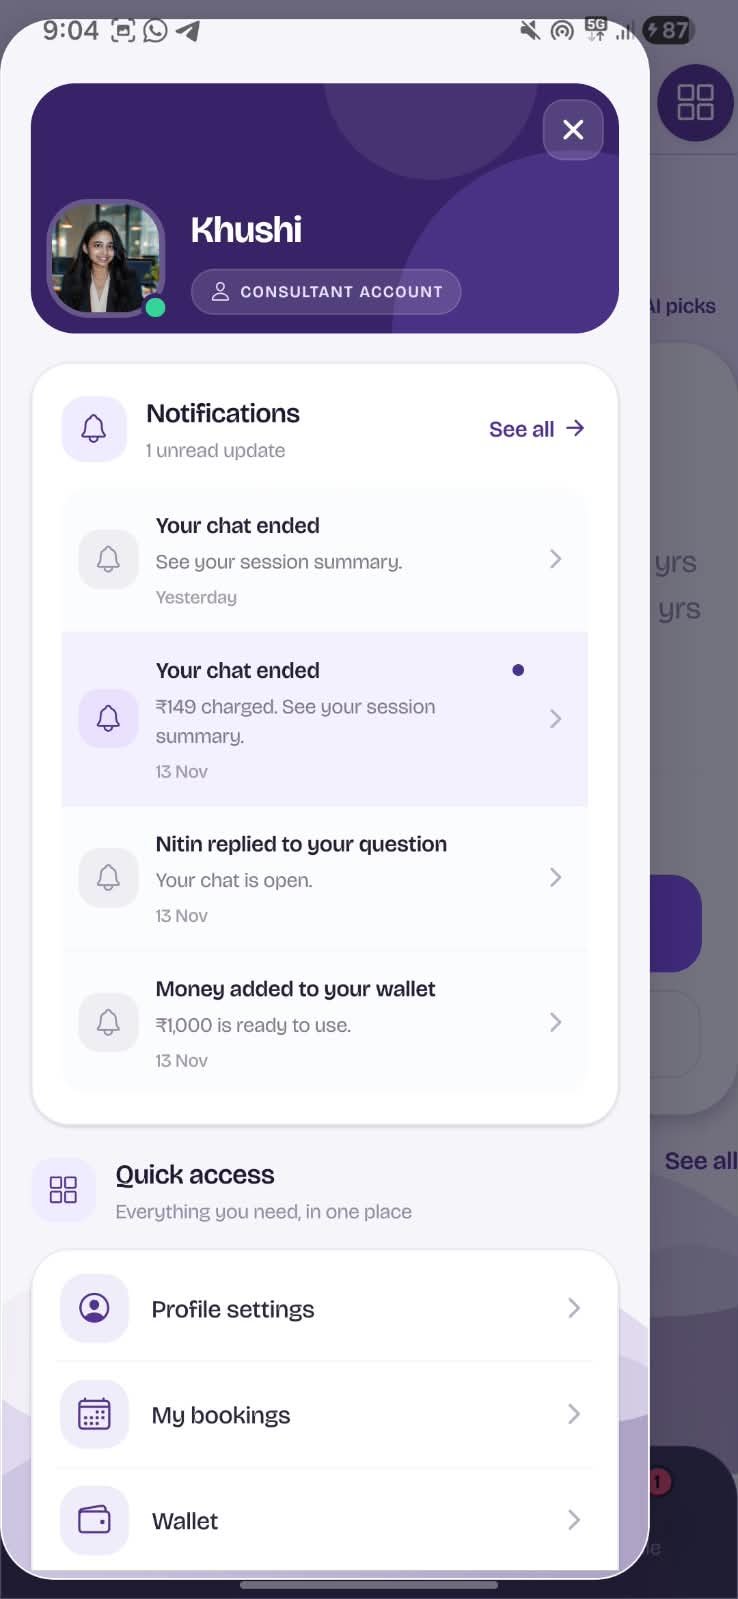 9:04
5G
87
AI picks
Khushi
CONSULTANT ACCOUNT
Notifications
1 unread update
See all
Your chat ended
See your session summary.
Yesterday
yrs
yrs
Your chat ended
₹149 charged. See your session
summary.
13 Nov
Nitin replied to your question
Your chat is open.
13 Nov
Money added to your wallet
₹1,000 is ready to use.
13 Nov
See all
Quick access
Everything you need, in one place
Profile settings
My bookings
1
Wallet